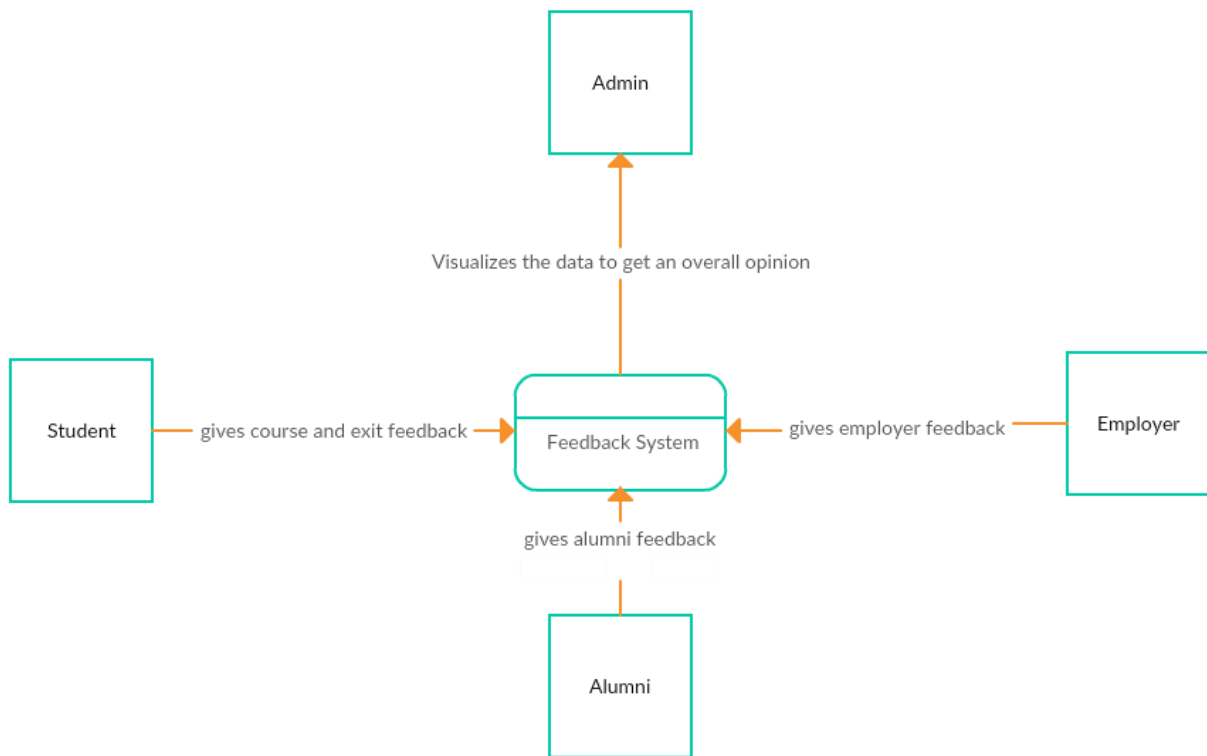 Admin
Visualizes the data to get an overall opinion
Student
gives course and exit feedback
Feedback System
gives employer feedback
Employer
gives alumni feedback
Alumni